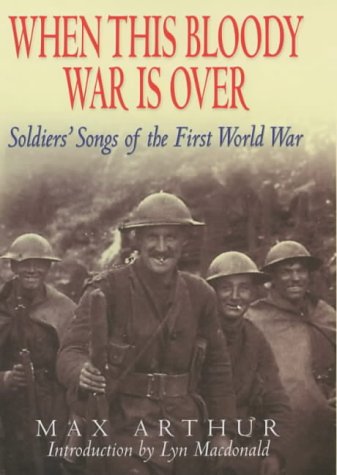 WHEN THIS BLOODY
WAR IS OVER
Soldiers' Songs of the First World War
MAX ARTHUR
Introduction by Lyn Macdonald